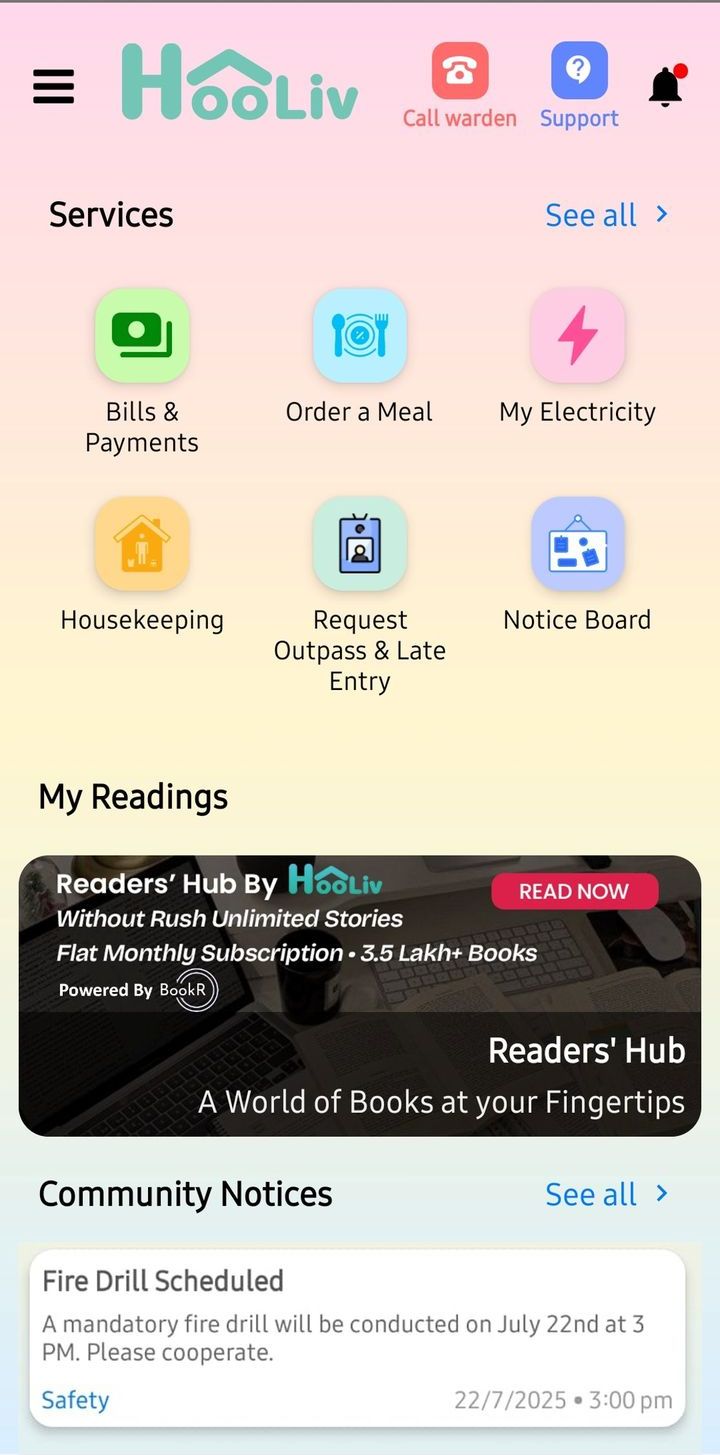 HooLiv
Call warden
Support
Services
See all
Bills &
Payments
Order a Meal
My Electricity
Housekeeping
Request
Outpass & Late
Entry
Notice Board
My Readings
Readers' Hub By HooLiv
READ NOW
Without Rush Unlimited Stories
Flat Monthly Subscription • 3.5 Lakh+ Books
Powered By BookR
Readers' Hub
A World of Books at your Fingertips
Community Notices
See all
Fire Drill Scheduled
A mandatory fire drill will be conducted on July 22nd at 3
PM. Please cooperate.
Safety
22/7/2025 • 3:00 pm